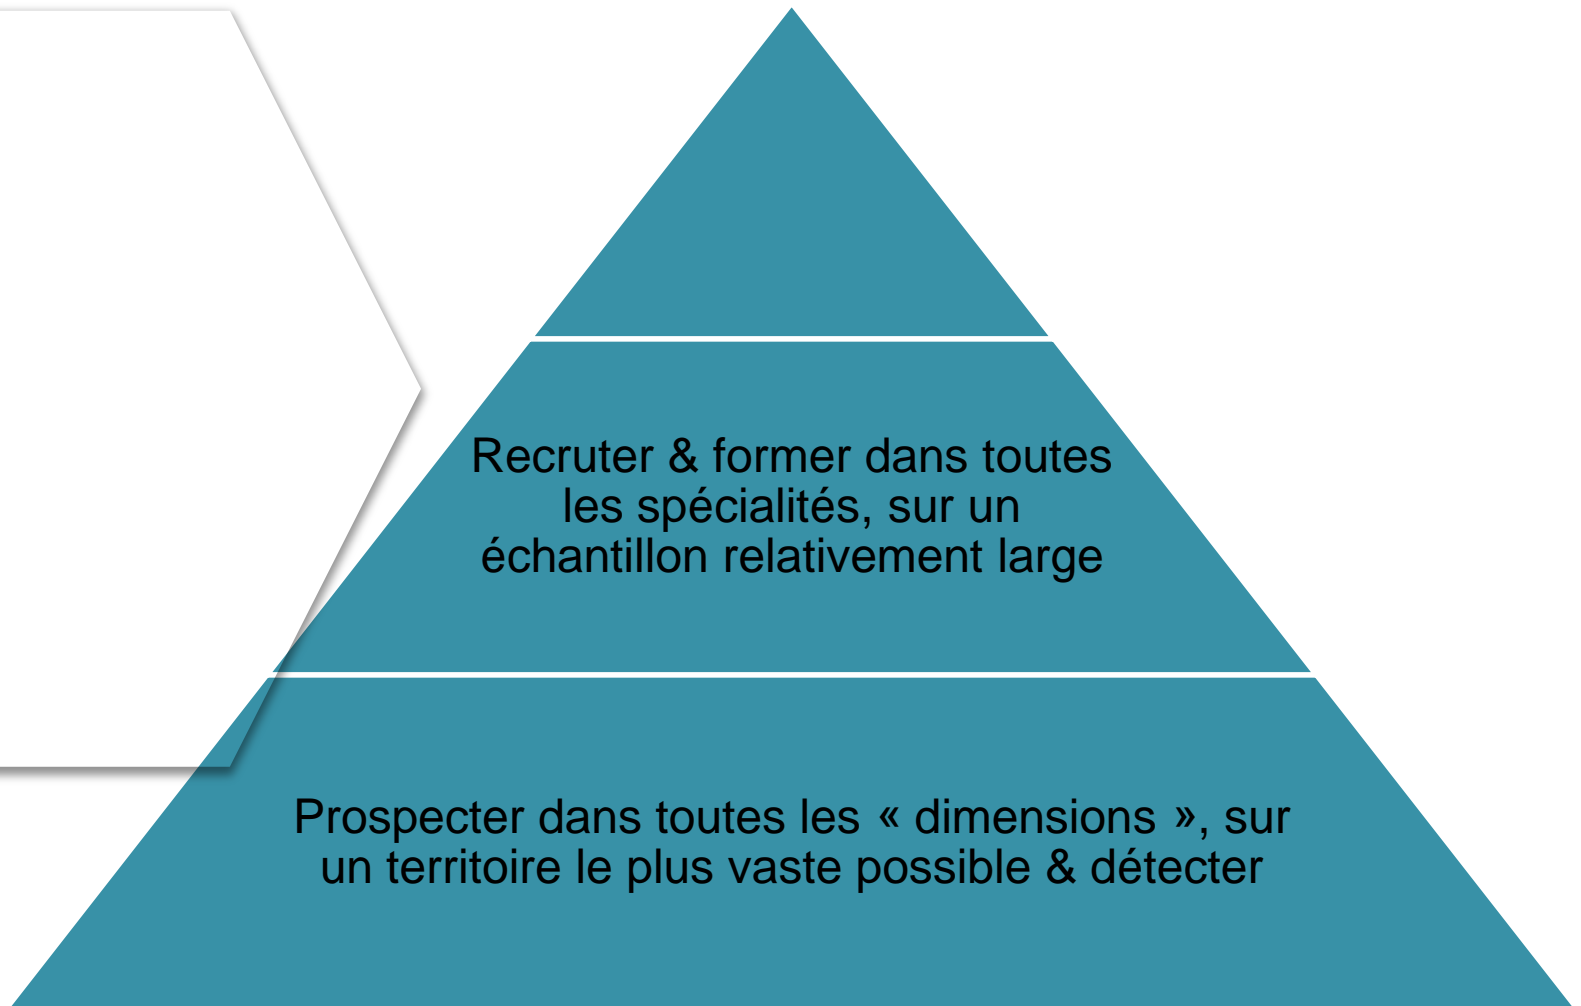 Recruter & former dans toutes
les spécialités, sur un
échantillon relativement large
Prospecter dans toutes les « dimensions », sur
un territoire le plus vaste possible & détecter